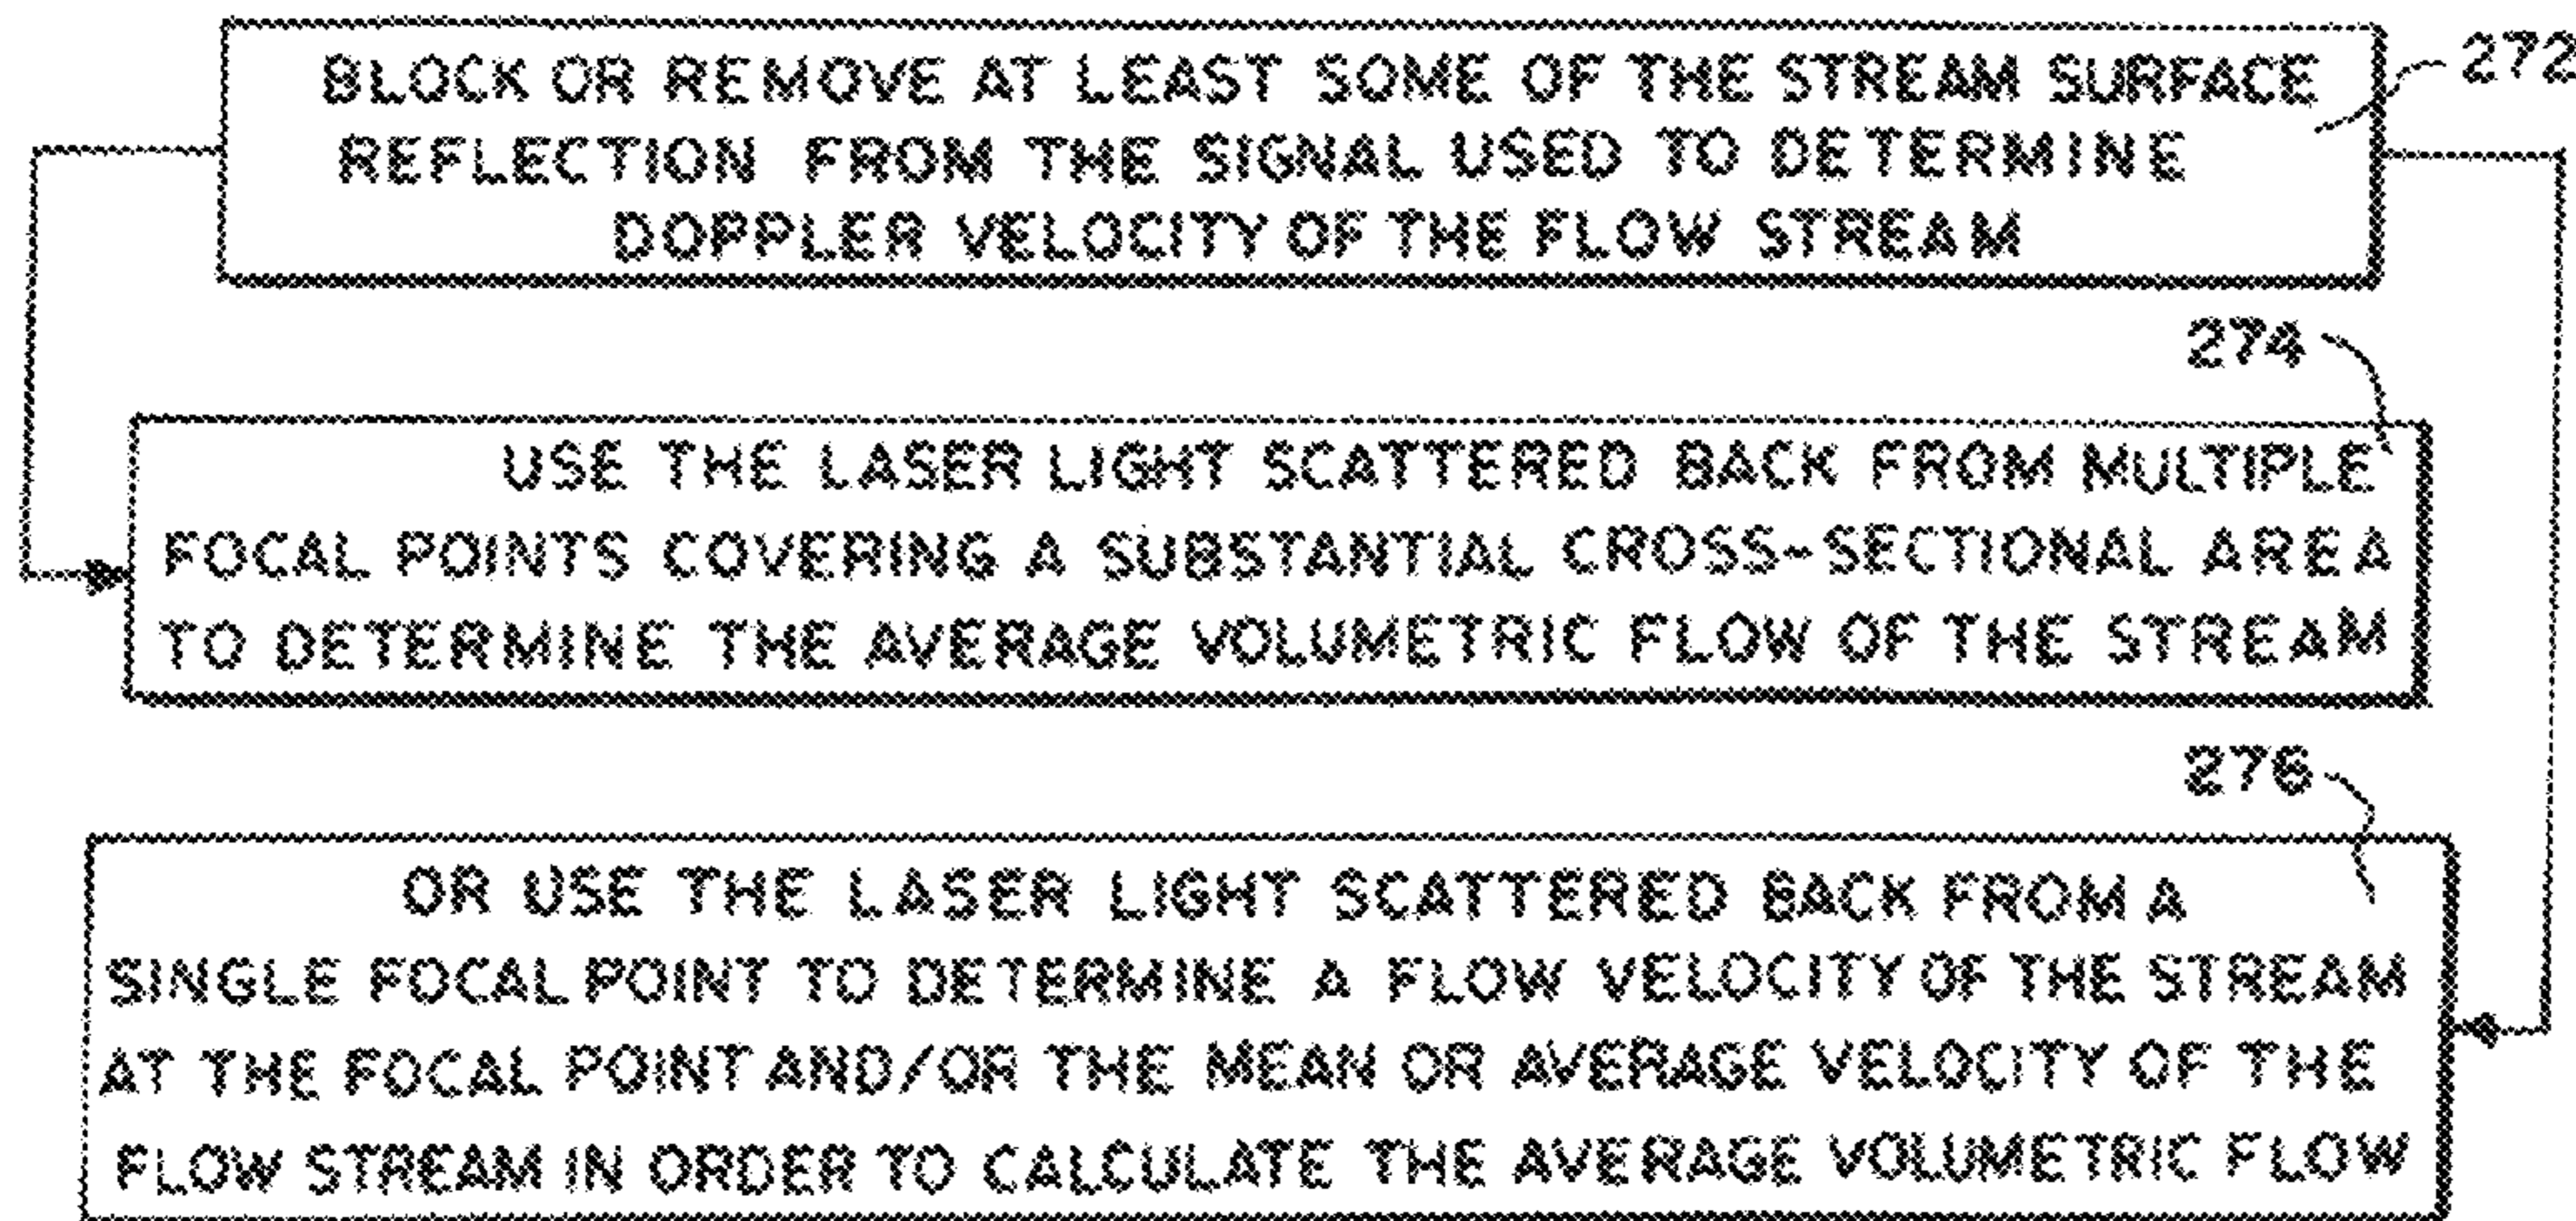 BLOCK OR REMOVE AT LEAST SOME OF THE STREAM SURFACE
REFLECTION FROM THE SIGNAL USED TO DETERMINE
DOPPLER VELOCITY OF THE FLOW STREAM
272
274
USE THE LASER LIGHT SCATTERED BACK FROM MULTIPLE
FOCAL POINTS COVERING A SUBSTANTIAL CROSS-SECTIONAL AREA
TO DETERMINE THE AVERAGE VOLUMETRIC FLOW OF THE STREAM
276
OR USE THE LASER LIGHT SCATTERED BACK FROM A
SINGLE FOCAL POINT TO DETERMINE A FLOW VELOCITY OF THE STREAM
AT THE FOCAL POINT AND/OR THE MEAN OR AVERAGE VELOCITY OF THE
FLOW STREAM IN ORDER TO CALCULATE THE AVERAGE VOLUMETRIC FLOW